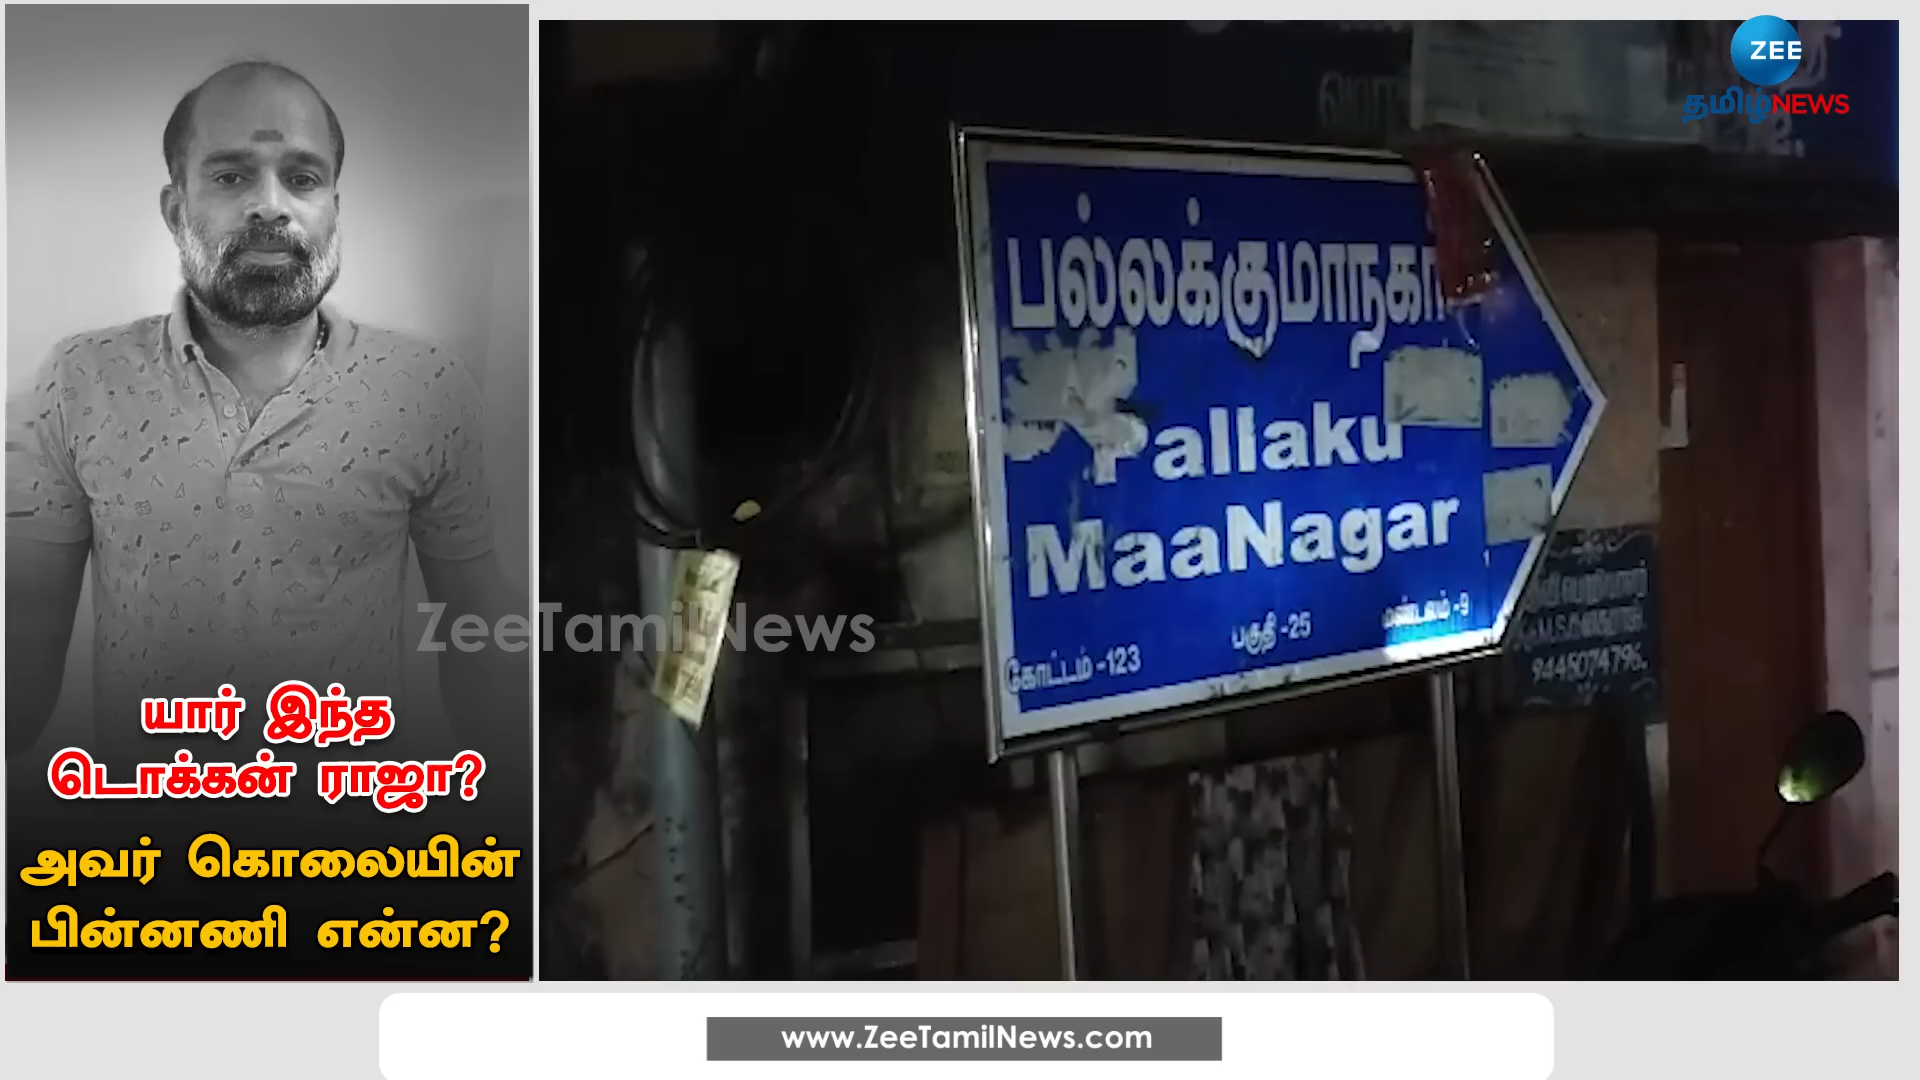 ZEE
தமிழ் NEWS
பல்லக்குமாநகர்
Pallaku
MaaNagar
கோட்டம் -123
பகுதி -25
மண்டலம் -9
9445074796.
ZeeTamilNews
யார் இந்த
டொக்கன் ராஜா?
அவர் கொலையின்
பின்னணி என்ன?
www.ZeeTamilNews.com